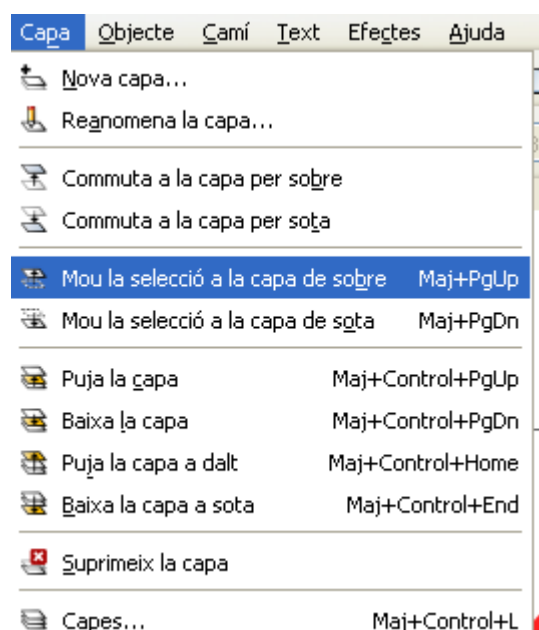 Capa Objecte Camí Text Efectes Ajuda
Nova capa...
Reanomena la capa...
Commuta a la capa per sobre
Commuta a la capa per sota
Mou la selecció a la capa de sobre Maj+PgUp
Mou la selecció a la capa de sota Maj+PgDn
Puja la capa Maj+Control+PgUp
Baixa la capa Maj+Control+PgDn
Puja la capa a dalt Maj+Control+Home
Baixa la capa a sota Maj+Control+End
Suprimeix la capa
Capes... Maj+Control+L